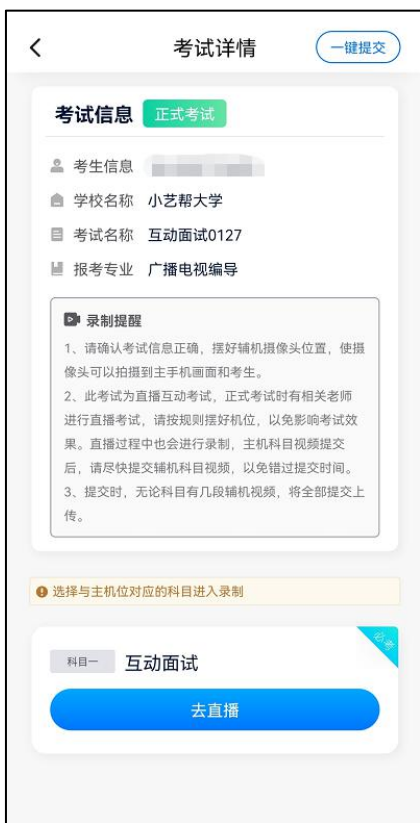 考试详情 一键提交
考试信息 正式考试
考生信息
学校名称 小艺帮大学
考试名称 互动面试0127
报考专业 广播电视编导
录制提醒
1、请确认考试信息正确，摆好辅机摄像头位置，使摄
像头可以拍摄到主手机画面和考生。
2、此考试为直播互动考试，正式考试时有相关老师
进行直播考试，请按规则摆好机位，以免影响考试效
果。直播过程中也会进行录制，主机科目视频提交
后，请尽快提交辅机科目视频，以免错过提交时间。
3、提交时，无论科目有几段辅机视频，将全部提交上
传。
选择与主机位对应的科目进入录制
必考
科目一 互动面试
去直播